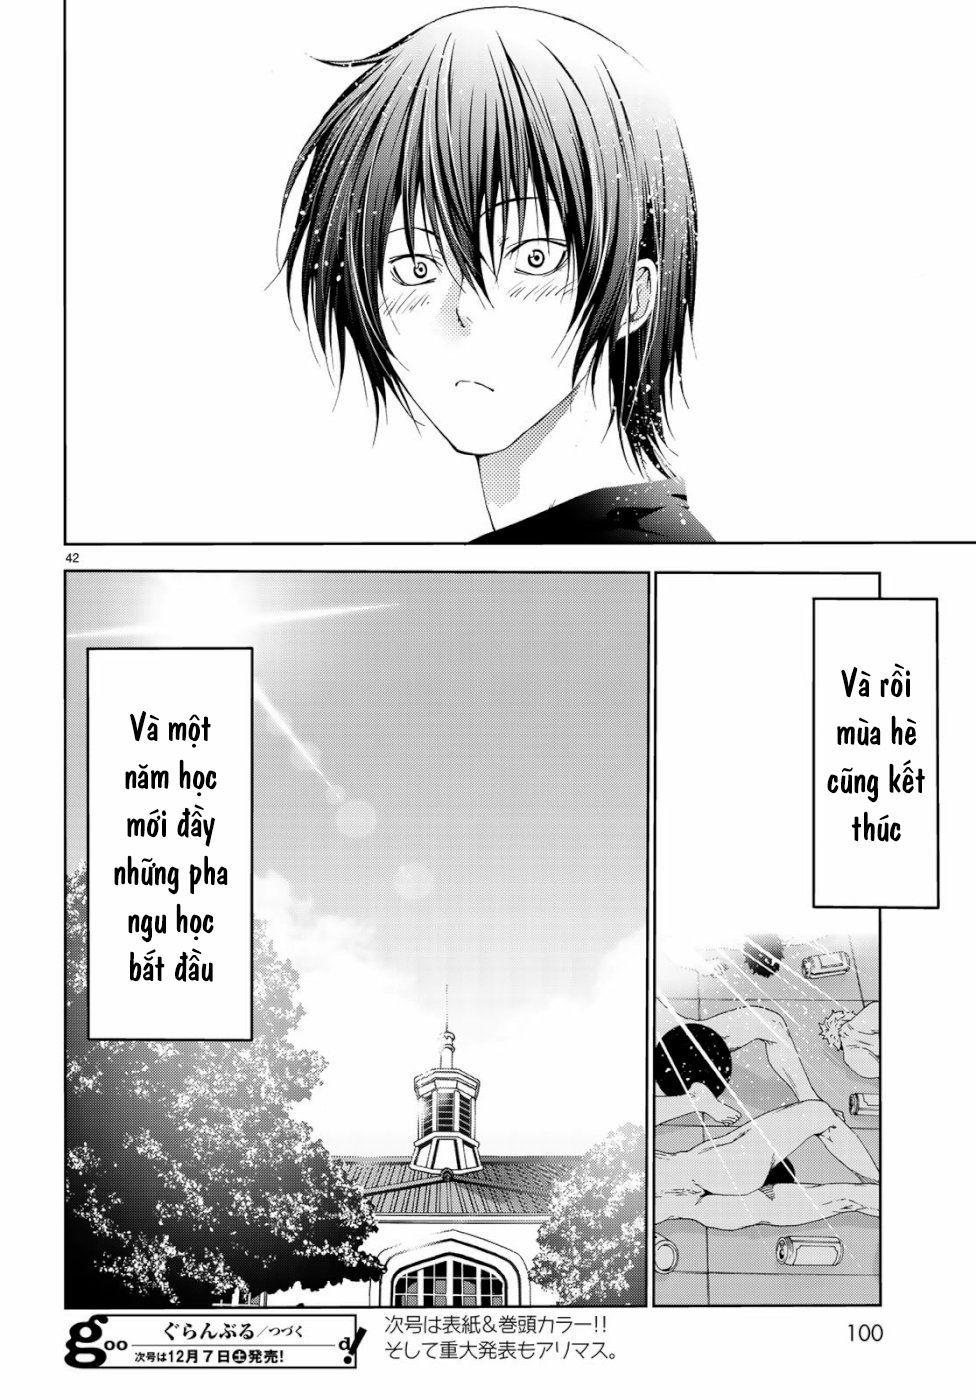 42
Và rồi
mùa hè
cũng kết
thúc
Và một
năm học
mới đầy
những pha
ngu học
bắt đầu
goo
d!
ぐらんぶる/つづく
次号は12月7日土発売!
次号は表紙&巻頭カラー!!
そして重大発表もアリマス。
100